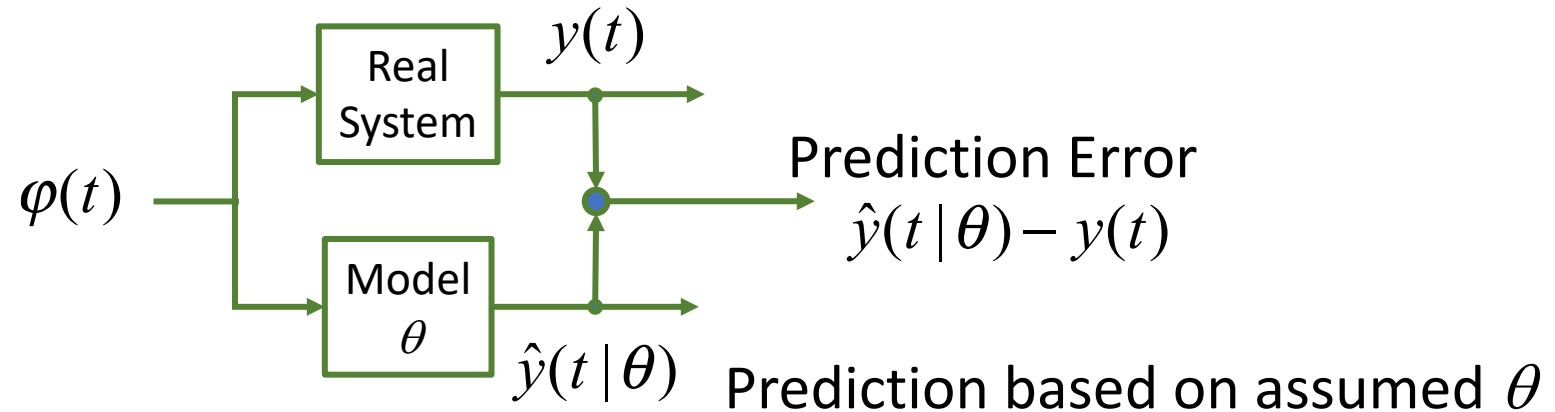 y(t)
Real
System
Prediction Error
φ(t)
ŷ(t | θ) − y(t)
Model
θ
ŷ(t | θ)
Prediction based on assumed θ